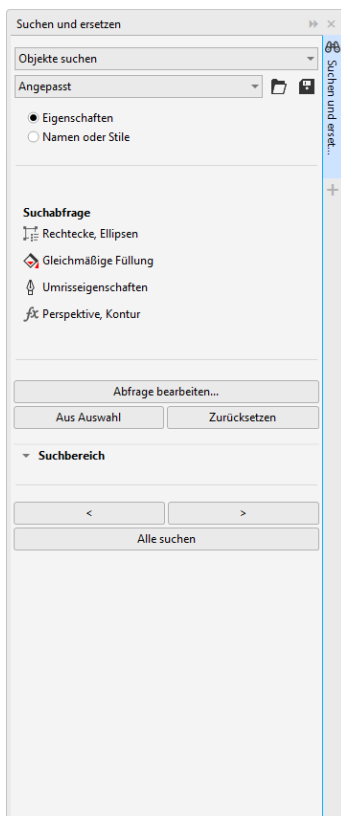 Suchen und ersetzen
Objekte suchen
Angepasst
Eigenschaften
Namen oder Stile
Suchabfrage
Rechtecke, Ellipsen
Gleichmäßige Füllung
Umrisseigenschaften
fx Perspektive, Kontur
Abfrage bearbeiten...
Aus Auswahl
Zurücksetzen
Suchbereich
<
>
Alle suchen
Suchen und erset...